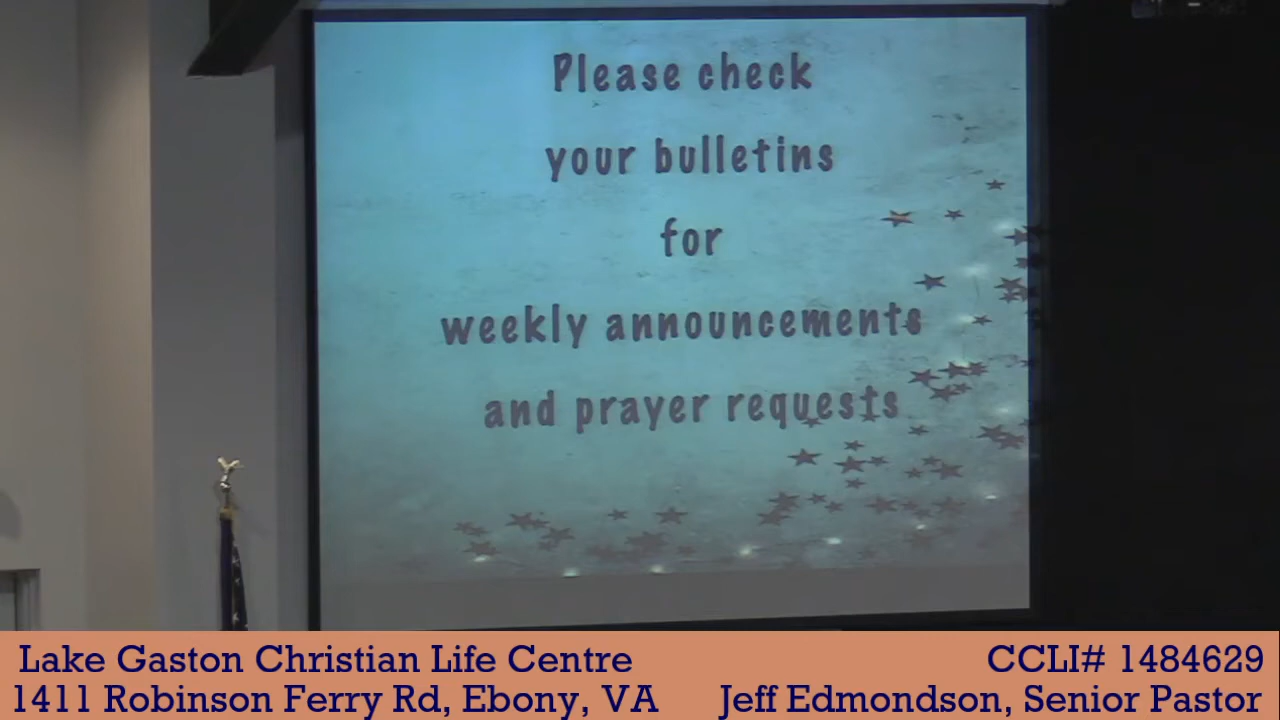 Please check
your bulletins
for
weekly announcements
and prayer requests
Lake Gaston Christian Life Centre
CCLI# 1484629
1411 Robinson Ferry Rd, Ebony, VA
Jeff Edmondson, Senior Pastor